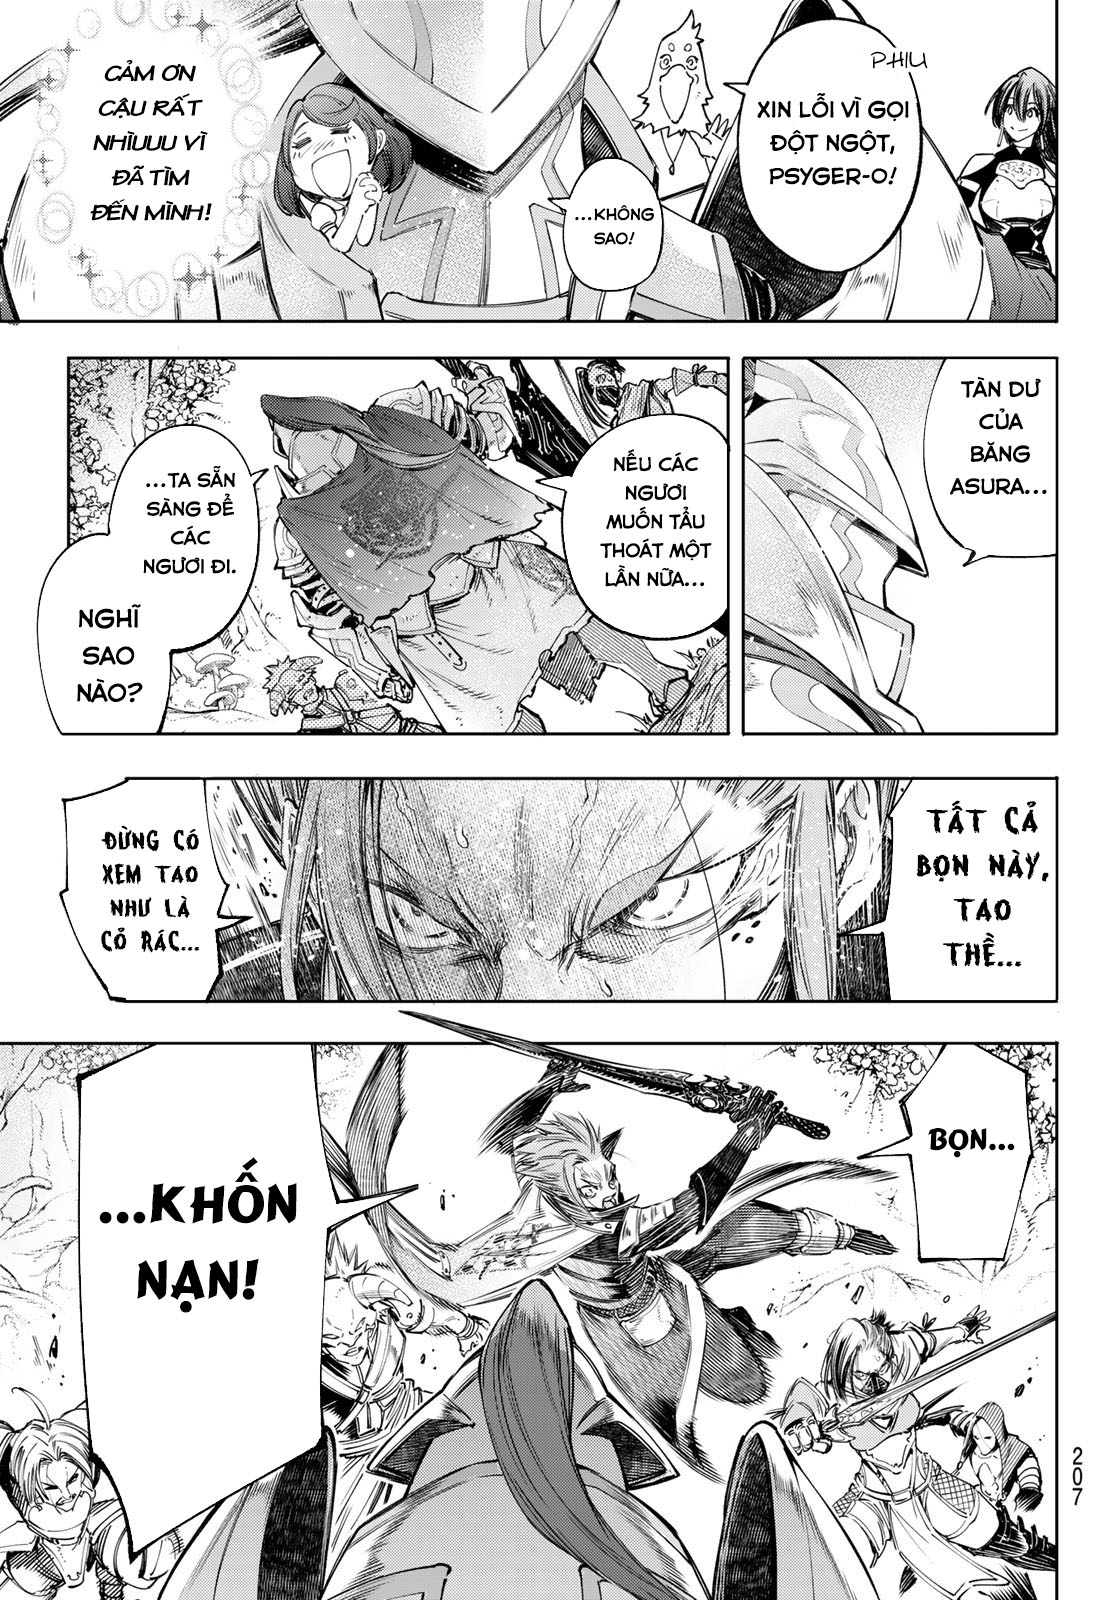 PHIU
XIN LỖI VÌ GỌI
ĐỘT NGỘT,
PSYGER-0!
...KHÔNG
SAO!
CẢM ƠN
CẬU RẤT
NHÌUUU VÌ
ĐÃ TÌM
ĐẾN MÌNH!
TÀN DƯ
CỦA
BĂNG
ASURA...
NẾU CÁC
NGƯƠI
MUỐN TẨU
THOÁT MỘT
LẦN NỮA...
...TA SẴN
SÀNG ĐỂ
CÁC
NGƯƠI ĐI.
NGHĨ
SAO
NÀO?
TẤT CẢ
BỌN NÀY,
TAO
THỀ...
ĐỪNG CÓ
XEM TAO
NHƯ LÀ
CỎ RÁC...
BỌN...
...KHỐN
NẠN!
207